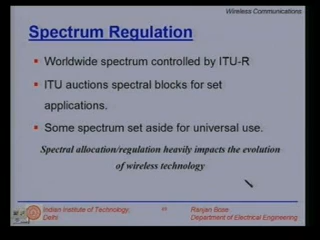 Wireless Communications
Spectrum Regulation
Worldwide spectrum controlled by ITU-R
ITU auctions spectral blocks for set
applications.
Some spectrum set aside for universal use.
Spectral allocation/regulation heavily impacts the evolution
of wireless technology
Indian Institute of Technology,
Delhi
Ranjan Bose
Department of Electrical Engineering